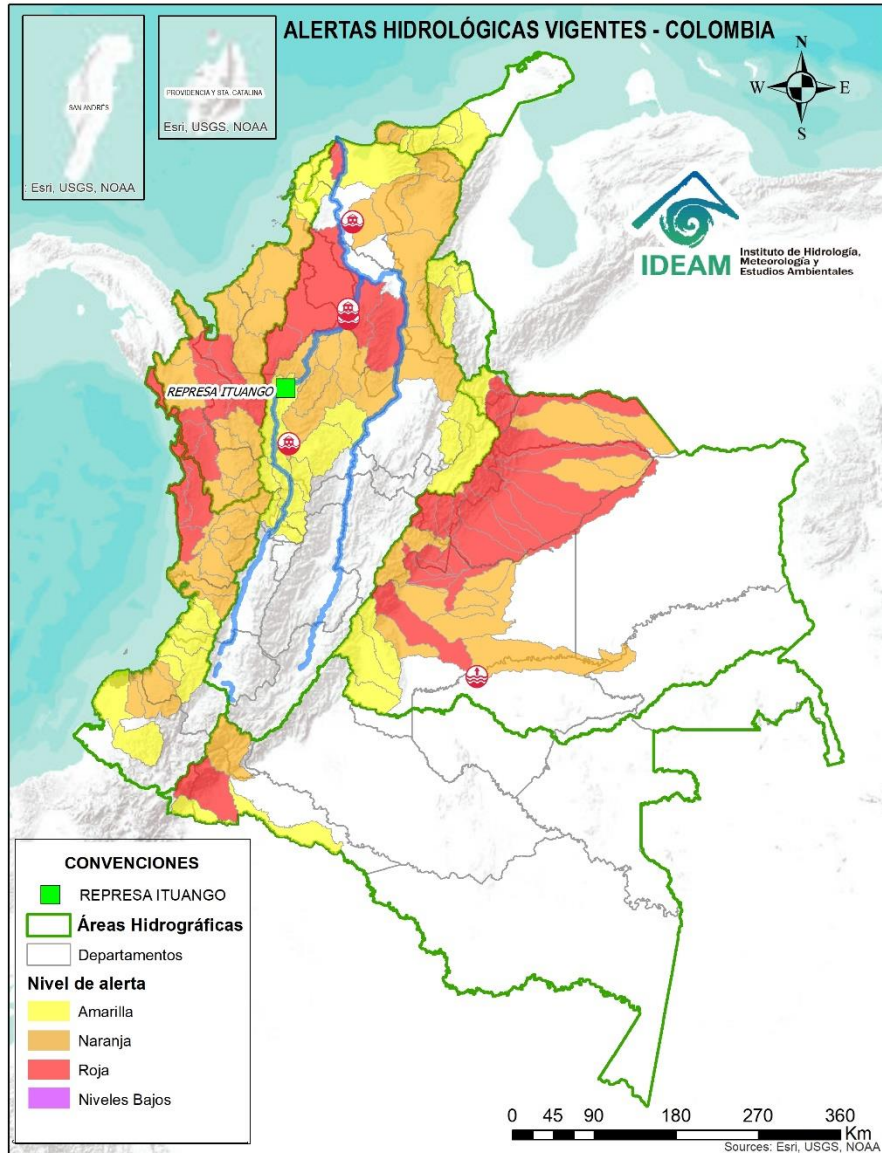 ALERTAS HIDROLÓGICAS VIGENTES - COLOMBIA
SAN ANDRÉS
: Esri, USGS, NOAA
PROVIDENCIA Y STA. CATALINA
Esri, USGS, NOAA
N
W
E
S
IDEAM
Instituto de Hidrología,
Meteorología y
Estudios Ambientales
REPRESA ITUANGO
CONVENCIONES
REPRESA ITUANGO
Áreas Hidrográficas
Departamentos
Nivel de alerta
Amarilla
Naranja
Roja
Niveles Bajos
0 45 90 180 270 360
Km
Sources: Esri, USGS, NOAA